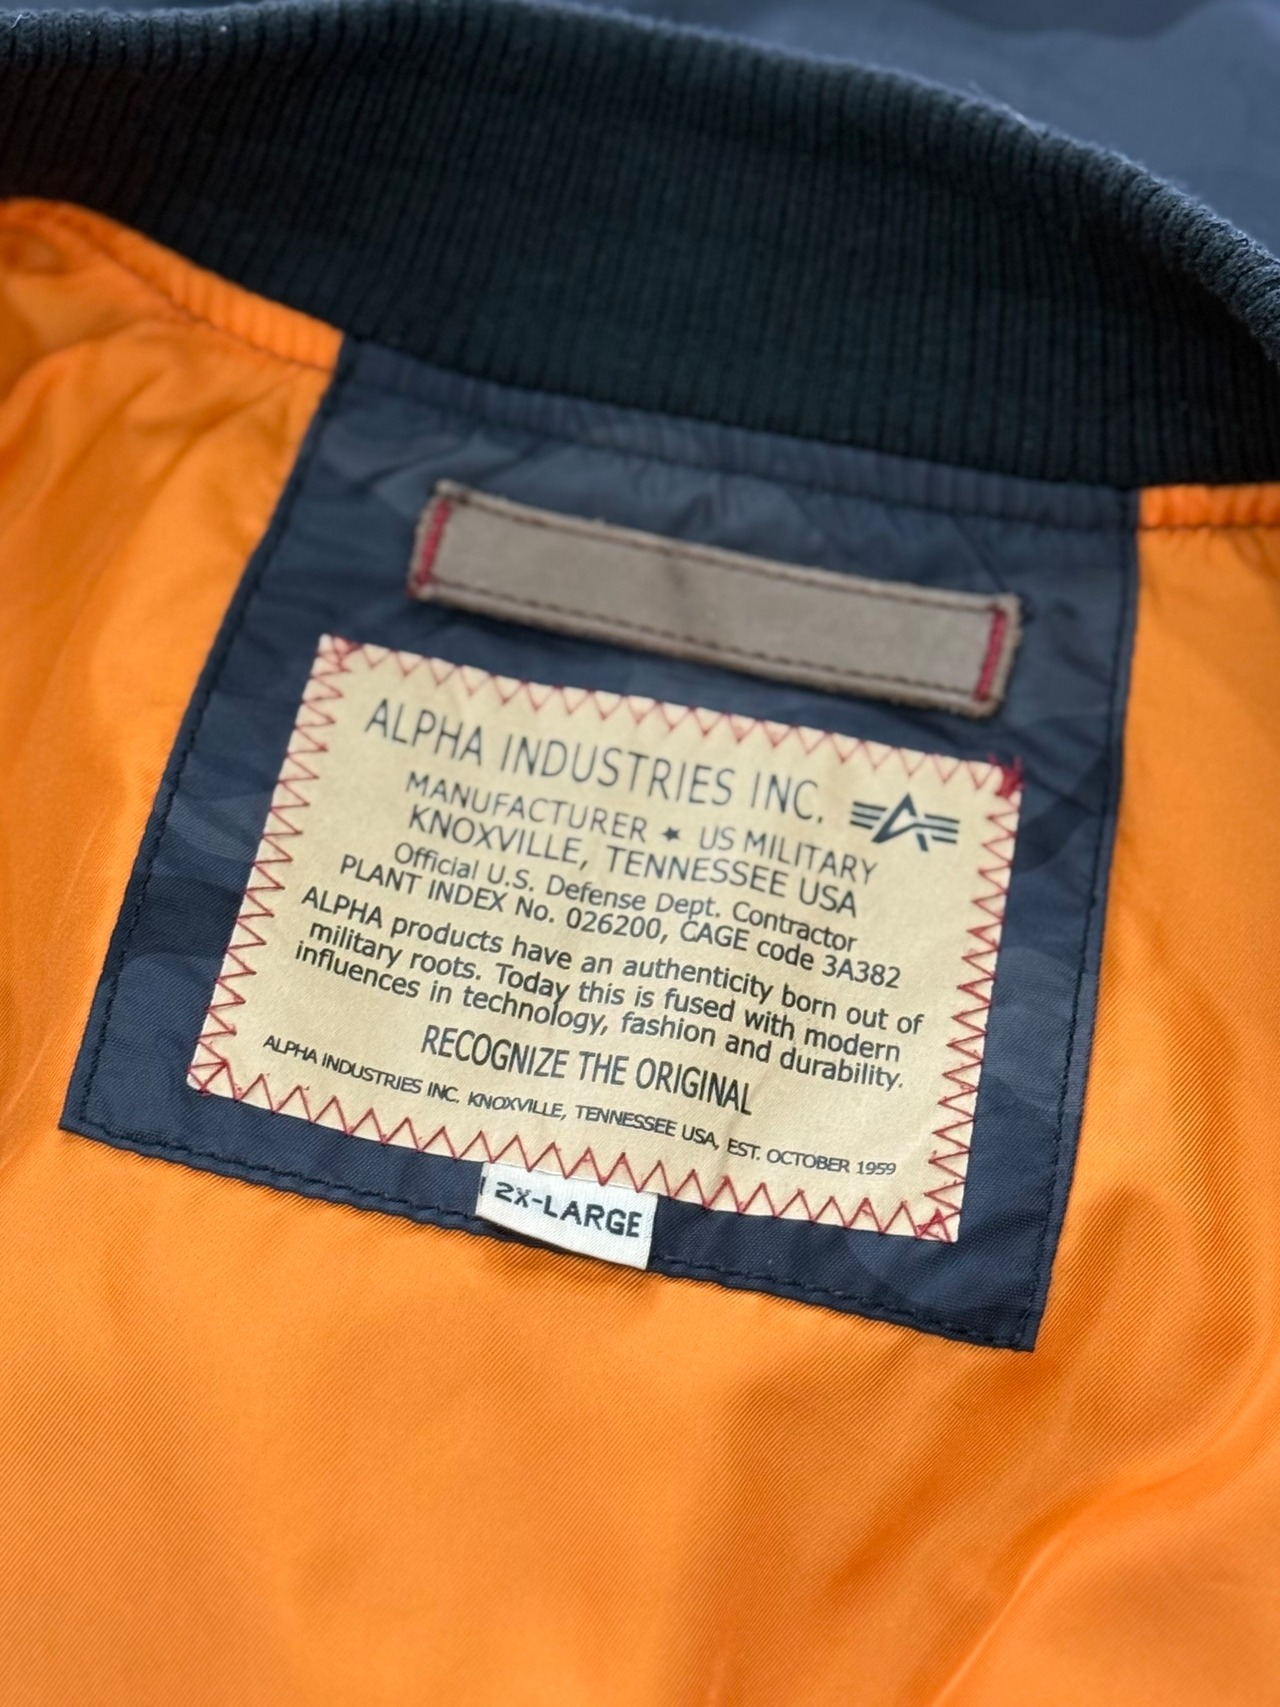 ALPHA INDUSTRIES INC.
MANUFACTURER ★ US MILITARY
KNOXVILLE, TENNESSEE USA
Official U.S. Defense Dept. Contractor
PLANT INDEX No. 026200, CAGE code 3A382
ALPHA products have an authenticity born out of
military roots. Today this is fused with modern
influences in technology, fashion and durability.
RECOGNIZE THE ORIGINAL
ALPHA INDUSTRIES INC. KNOXVILLE, TENNESSEE USA, EST. OCTOBER 1959
2X-LARGE